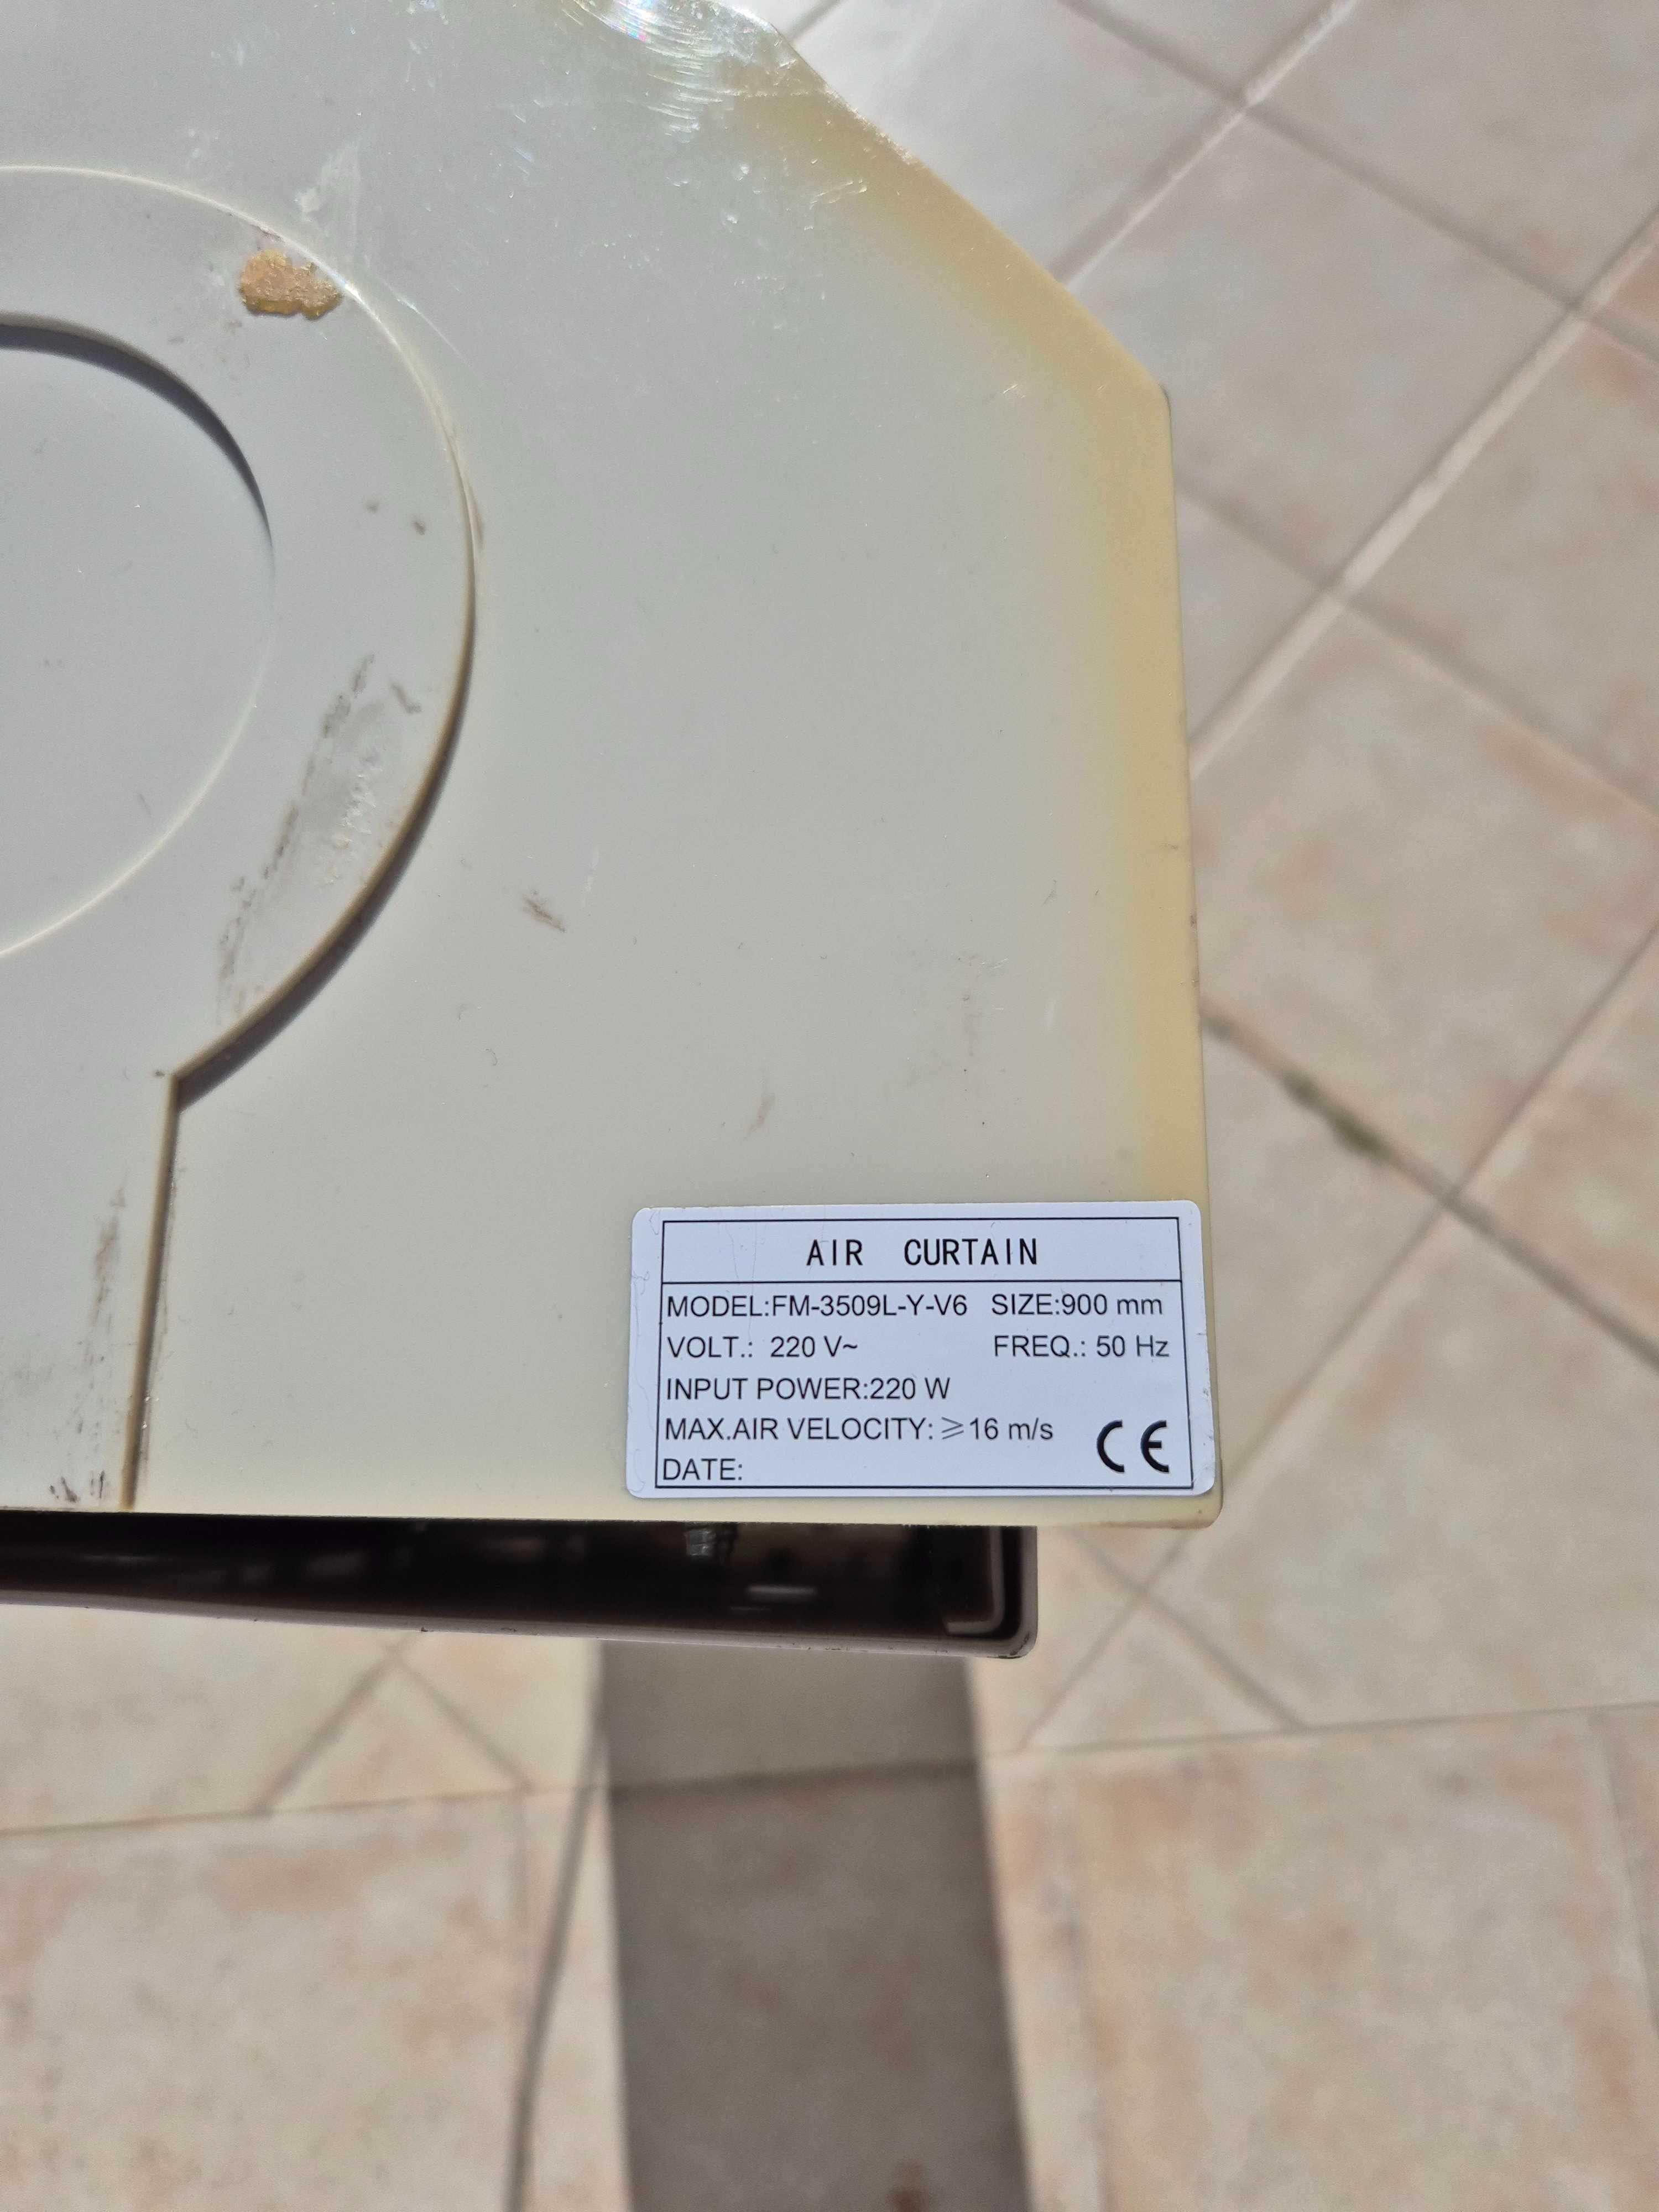 AIR CURTAIN
MODEL:FM-3509L-Y-V6 SIZE:900 mm
VOLT.: 220 V~ FREQ.: 50 Hz
INPUT POWER:220 W
MAX.AIR VELOCITY:⩾16 m/s
DATE: CE